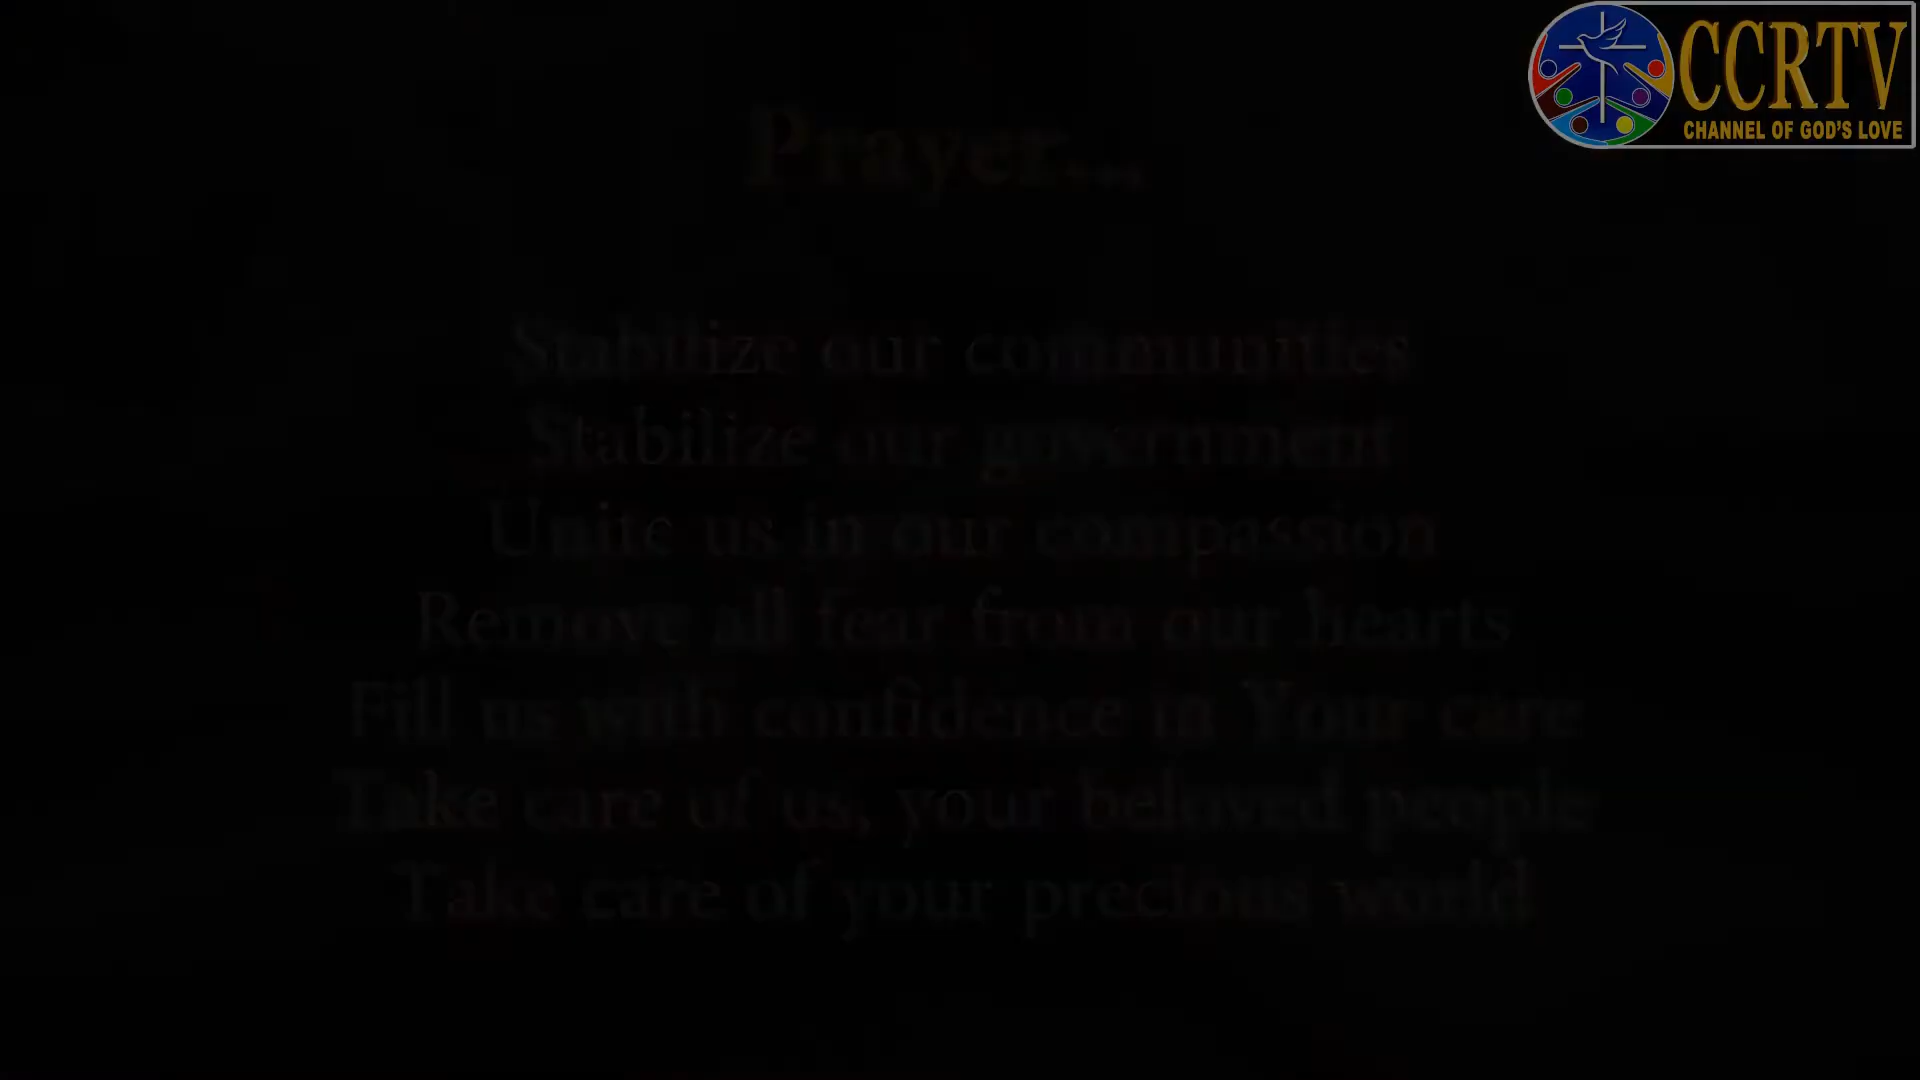 CCRTV
CHANNEL OF GOD'S LOVE
Prayer...
Stabilize our communities
Stabilize our government
Unite us in our compassion
Remove all fear from our hearts
Fill us with confidence in Your care
Take care of us, your beloved people
Take care of your precious world